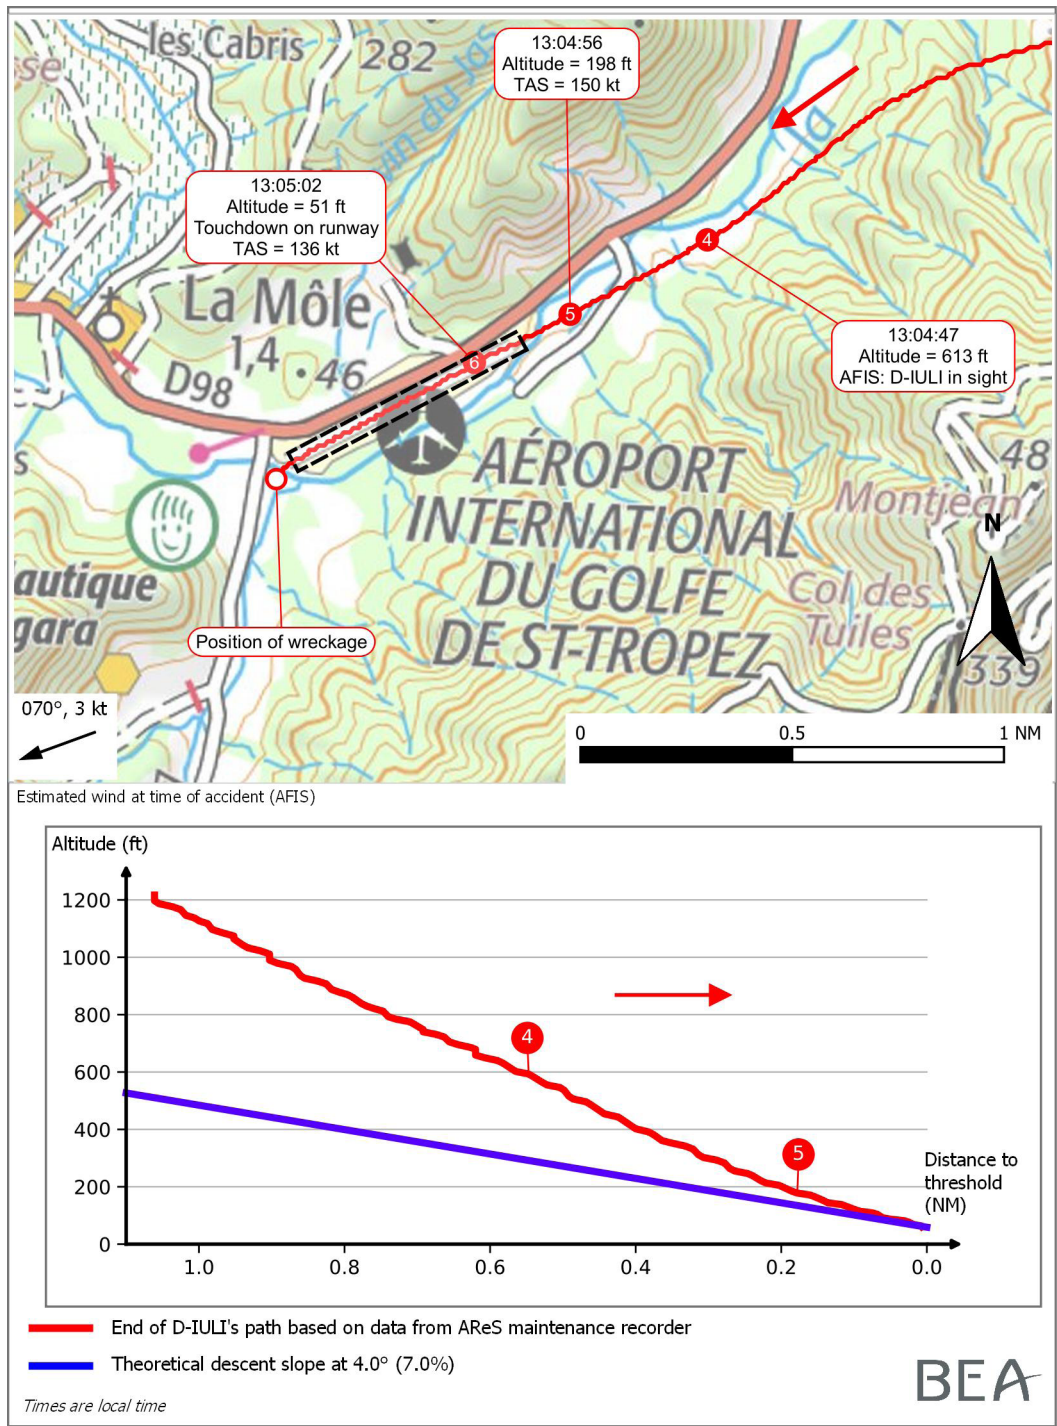 les Cabris
282
sse
in du Jas
13:04:56
Altitude = 198 ft
TAS = 150 kt
13:05:02
Altitude = 51 ft
Touchdown on runway
TAS = 136 kt
4
5
La Môle
1,4
46
6
D98
13:04:47
Altitude = 613 ft
AFIS: D-IULI in sight
s
AÉROPORT
INTERNATIONAL
DU GOLFE
DE ST-TROPEZ
48
Montjean
N
Col des
Tuiles
339
autique
gara
Position of wreckage
070°, 3 kt
0 0.5 1 NM
Estimated wind at time of accident (AFIS)
Altitude (ft)
1200
1000
800
600
400
200
0
4
5
Distance to
threshold
(NM)
1.0 0.8 0.6 0.4 0.2 0.0
End of D-IULI's path based on data from AReS maintenance recorder
Theoretical descent slope at 4.0° (7.0%)
BEA
Times are local time